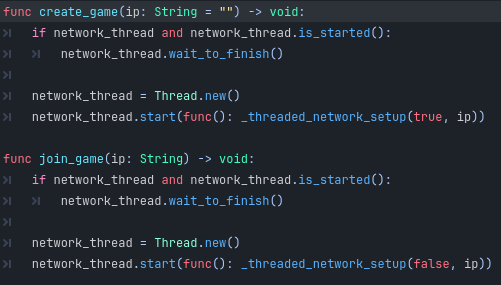 func create_game(ip: String = "") -> void:
if network_thread and network_thread.is_started():
network_thread.wait_to_finish()
network_thread = Thread.new()
network_thread.start(func(): _threaded_network_setup(true, ip))
func join_game(ip: String) -> void:
if network_thread and network_thread.is_started():
network_thread.wait_to_finish()
network_thread = Thread.new()
network_thread.start(func(): _threaded_network_setup(false, ip))